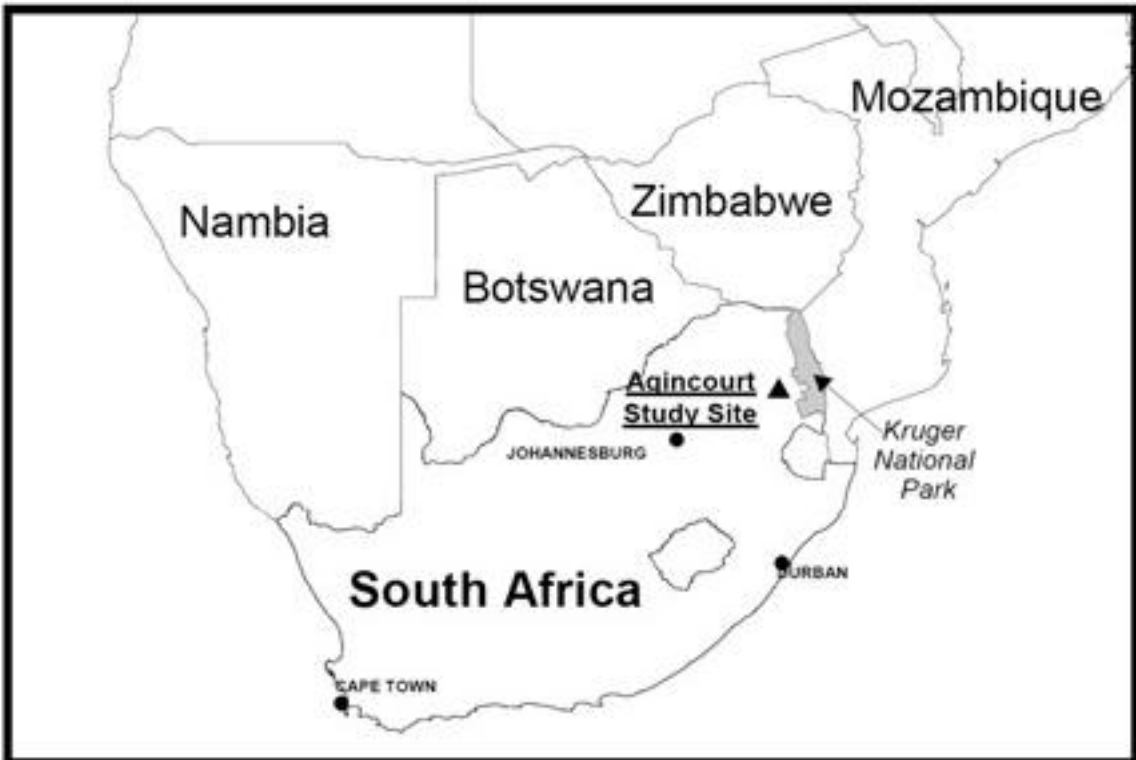 Mozambique
Zimbabwe
Nambia
Botswana
Agincourt
Study Site
JOHANNESBURG
Kruger
National
Park
South Africa
DURBAN
CAPE TOWN